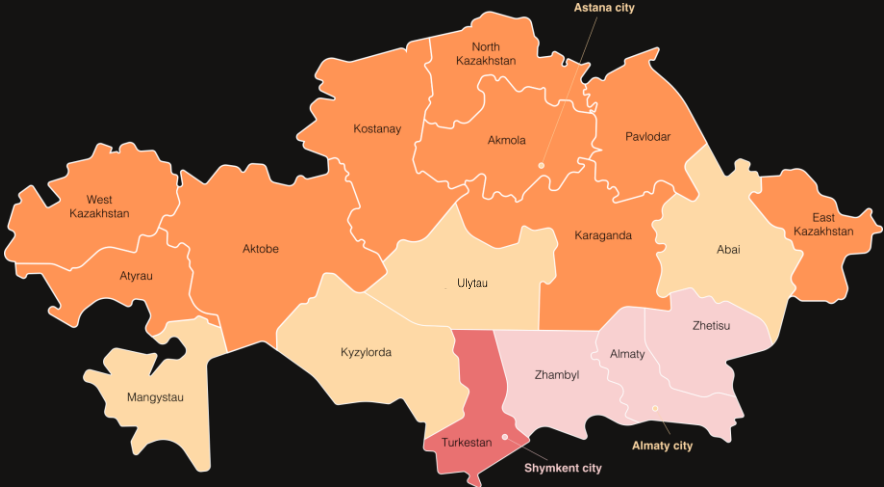 Astana city
North
Kazakhstan
Kostanay
Akmola
Pavlodar
West
Kazakhstan
East
Kazakhstan
Karaganda
Aktobe
Abai
Atyrau
Ulytau
Zhetisu
Kyzylorda
Almaty
Zhambyl
Mangystau
Turkestan
Almaty city
Shymkent city